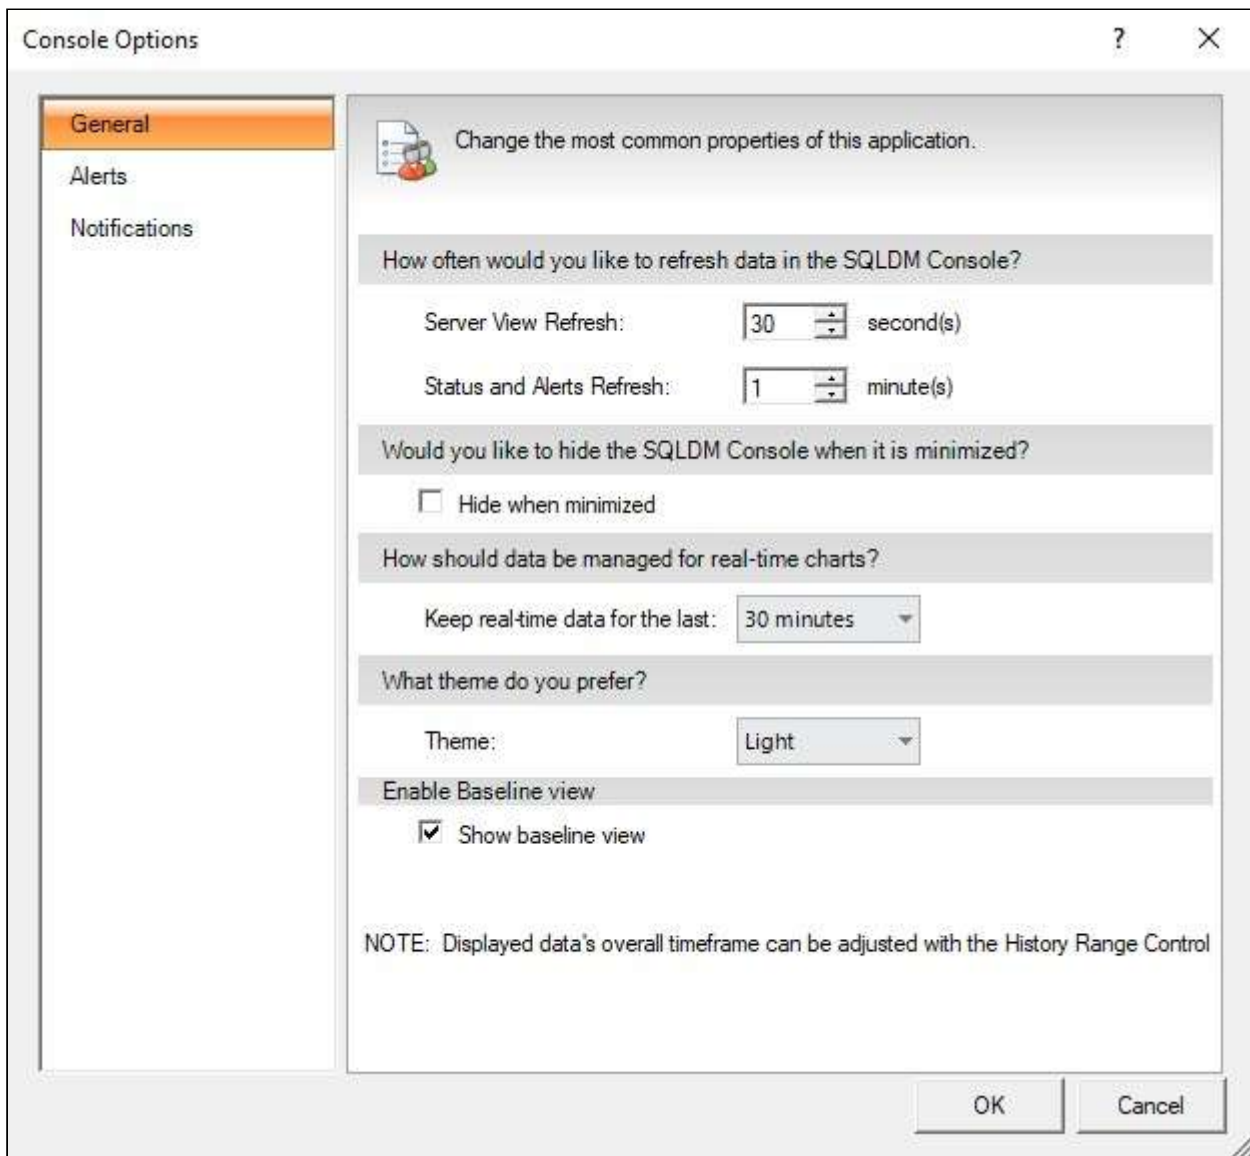 Console Options
?
General
Alerts
Notifications
Change the most common properties of this application.
How often would you like to refresh data in the SQLDM Console?
Server View Refresh: 30 second(s)
Status and Alerts Refresh: 1 minute(s)
Would you like to hide the SQLDM Console when it is minimized?
Hide when minimized
How should data be managed for real-time charts?
Keep real-time data for the last: 30 minutes
What theme do you prefer?
Theme: Light
Enable Baseline view
Show baseline view
NOTE: Displayed data's overall timeframe can be adjusted with the History Range Control
OK Cancel